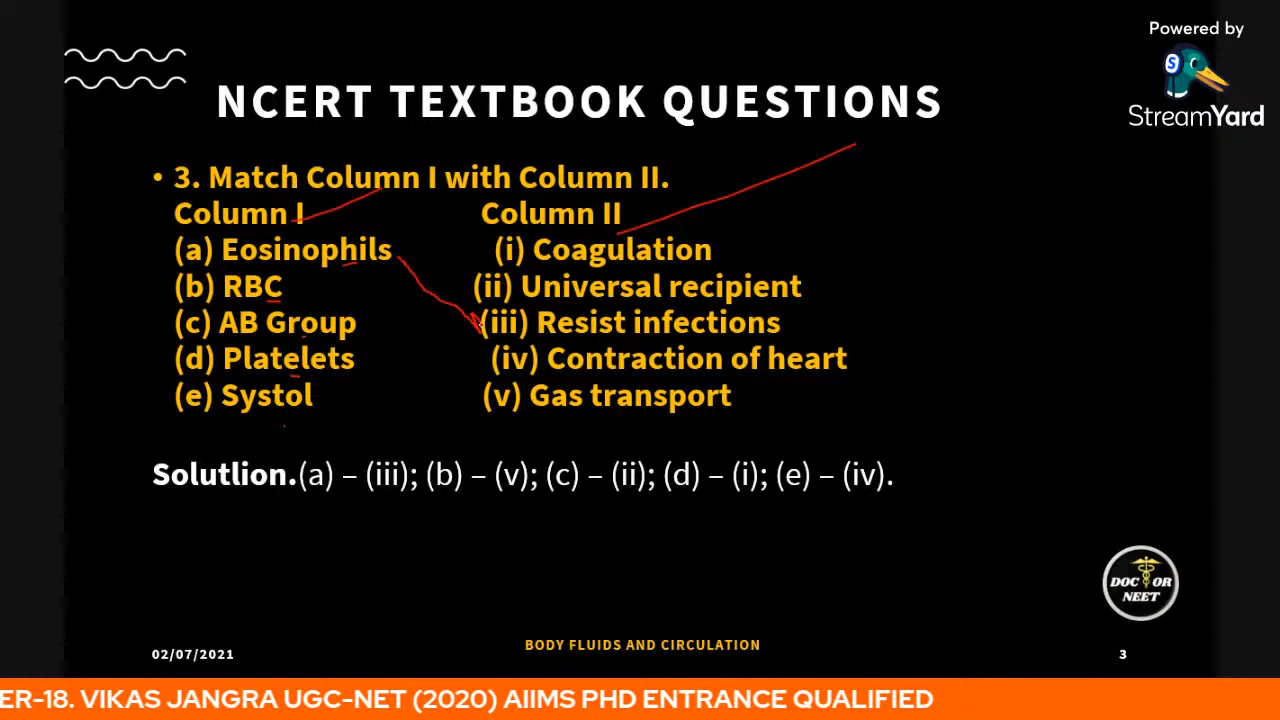 Powered by
StreamYard
NCERT TEXTBOOK QUESTIONS
• 3. Match Column I with Column II.
Column I Column II
(a) Eosinophils (i) Coagulation
(b) RBC (ii) Universal recipient
(c) AB Group (iii) Resist infections
(d) Platelets (iv) Contraction of heart
(e) Systol (v) Gas transport
Solutlion.(a) – (iii); (b) – (v); (c) – (ii); (d) – (i); (e) – (iv).
DOC OR
NEET
02/07/2021 BODY FLUIDS AND CIRCULATION 3
ER-18. VIKAS JANGRA UGC-NET (2020) AIIMS PHD ENTRANCE QUALIFIED